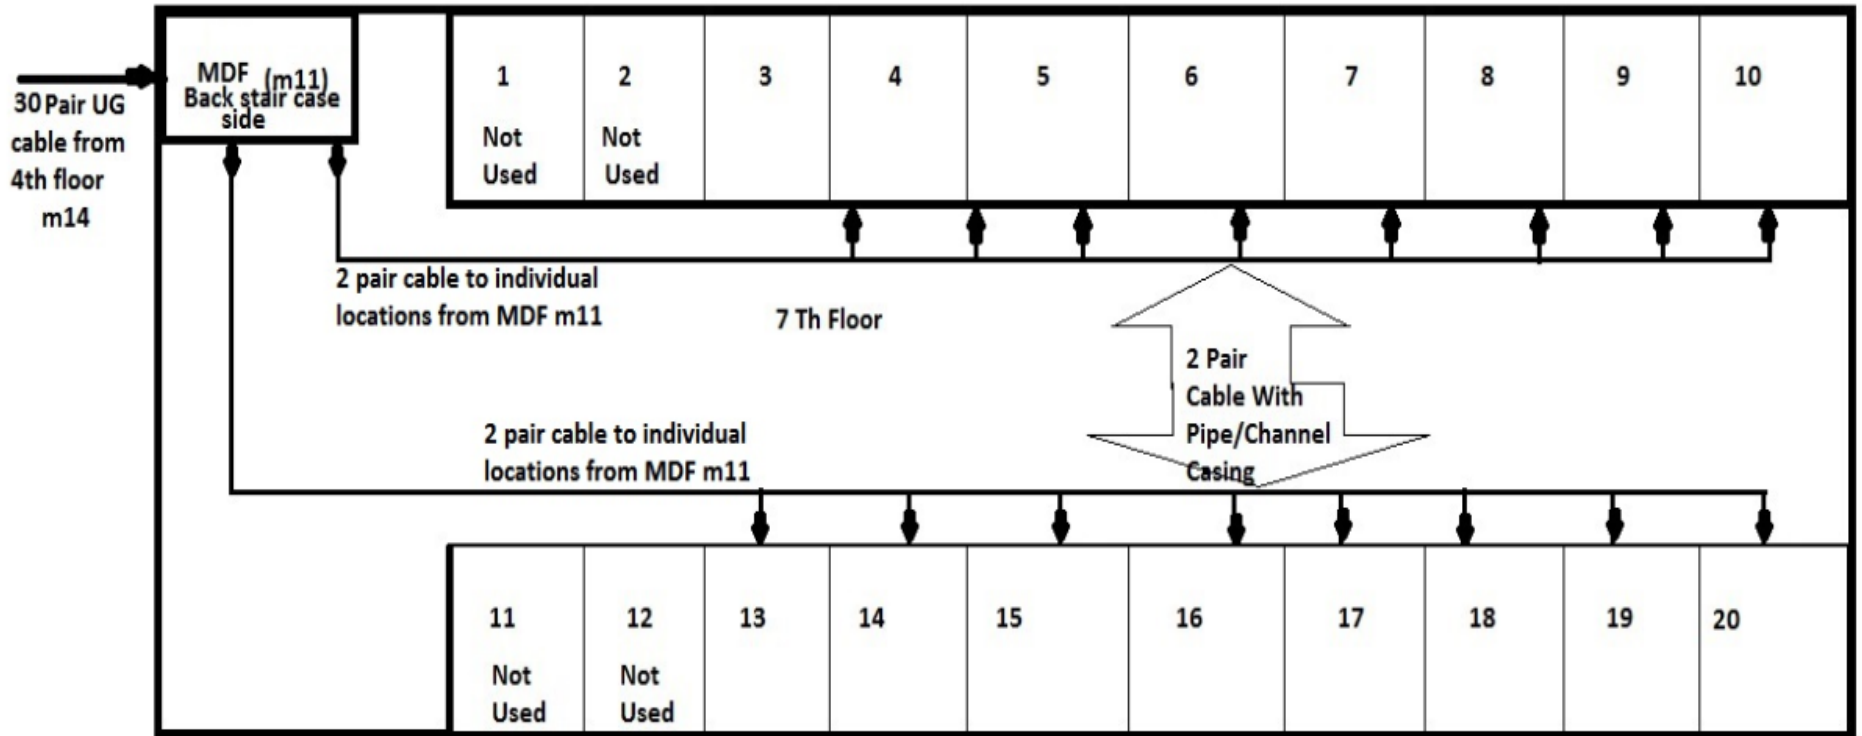 MDF (m11)
Back stair case
side
30 Pair UG
cable from
4th floor
m14
1
Not
Used
2
Not
Used
3
4
5
6
7
8
9
10
2 pair cable to individual
locations from MDF m11
7 Th Floor
2 Pair
Cable With
Pipe/Channel
Casing
2 pair cable to individual
locations from MDF m11
11
Not
Used
12
Not
Used
13
14
15
16
17
18
19
20